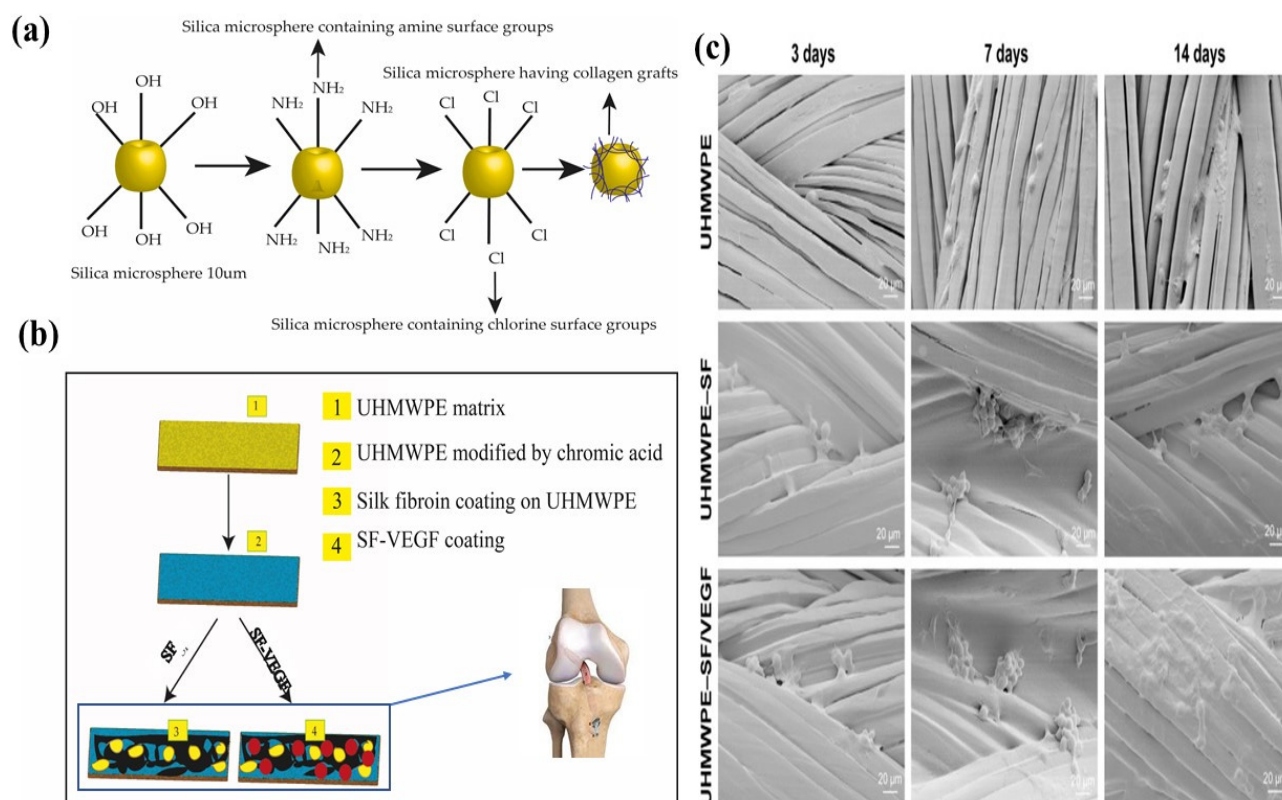 (a)
Silica microsphere containing amine surface groups
Silica microsphere having collagen grafts
OH
OH
OH
OH
OH
OH
NH₂
NH₂
NH₂
NH₂
NH₂
NH₂
Cl
Cl
Cl
Cl
Cl
Cl
Silica microsphere 10um
Silica microsphere containing chlorine surface groups
(b)
1
2
SF
SF-VEGF
3
4
1 UHMWPE matrix
2 UHMWPE modified by chromic acid
3 Silk fibroin coating on UHMWPE
4 SF-VEGF coating
(c)
3 days
7 days
14 days
UHMWPE
20 µm
20 µm
20 µm
UHMWPE–SF
20 µm
20 µm
20 µm
UHMWPE–SF/VEGF
20 µm
20 µm
20 µm